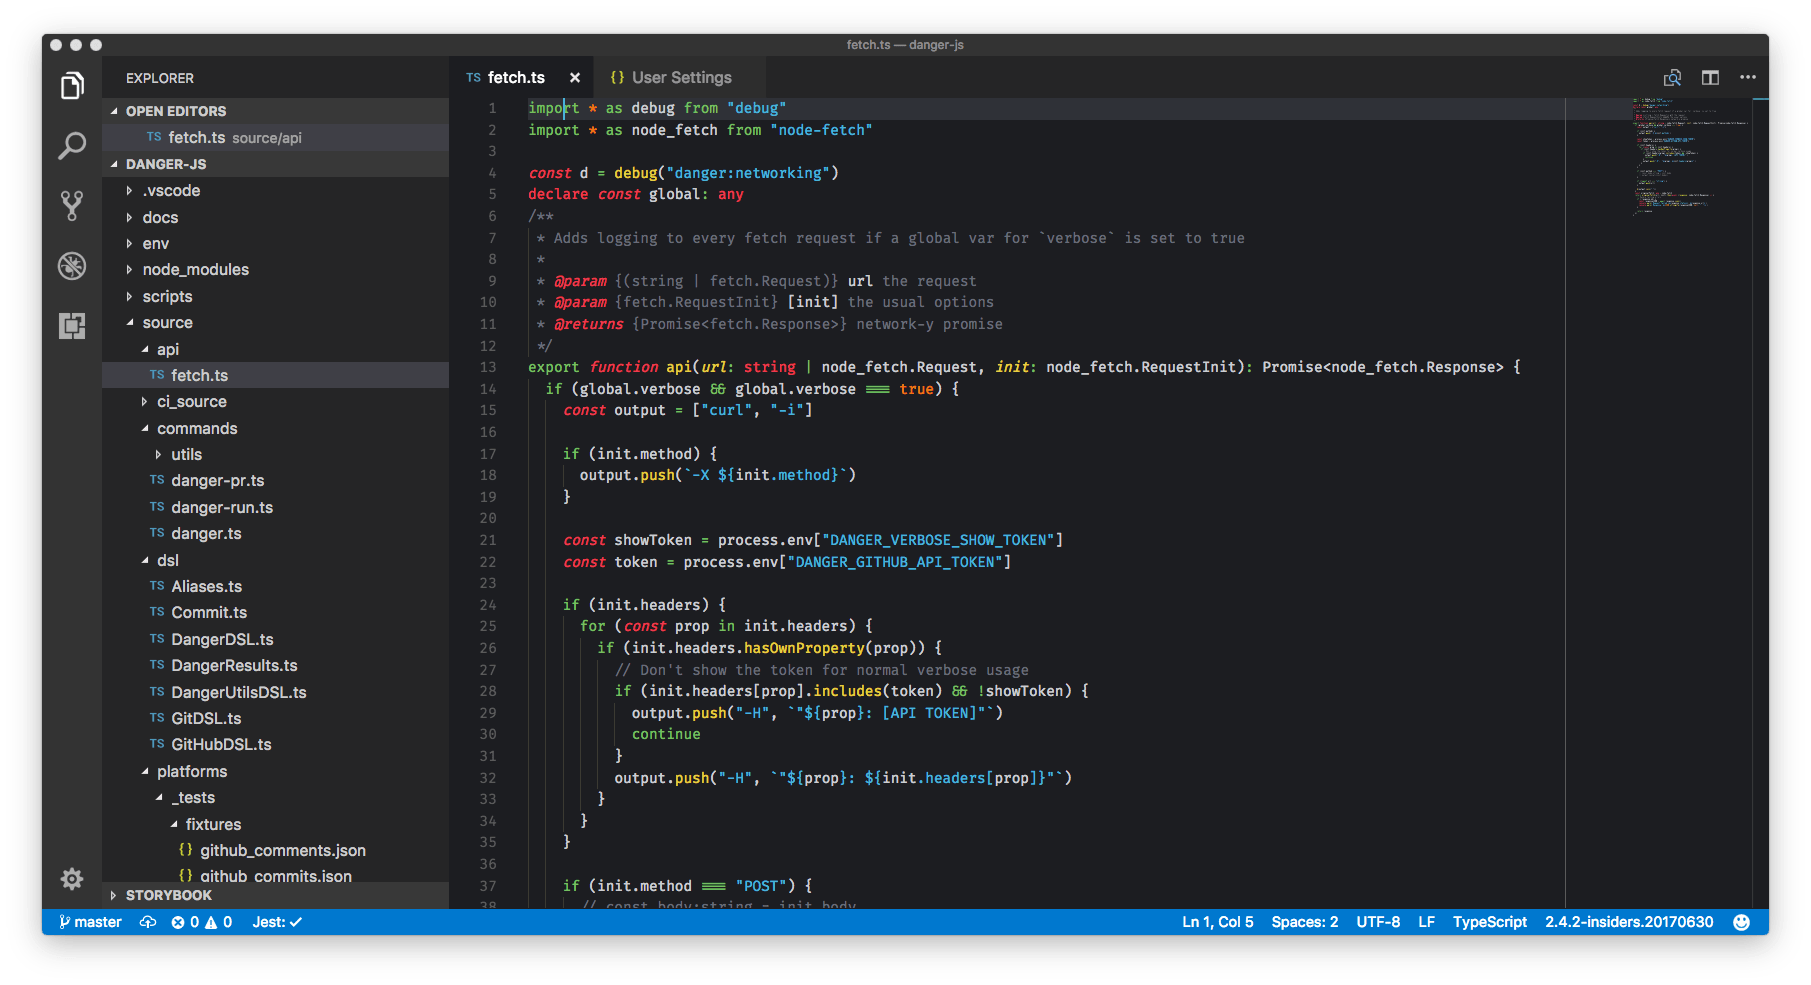 fetch.ts — danger-js
EXPLORER
OPEN EDITORS
TS fetch.ts source/api
DANGER-JS
.vscode
docs
env
node_modules
scripts
source
api
TS fetch.ts
ci_source
commands
utils
TS danger-pr.ts
TS danger-run.ts
TS danger.ts
dsl
TS Aliases.ts
TS Commit.ts
TS DangerDSL.ts
TS DangerResults.ts
TS DangerUtilsDSL.ts
TS GitDSL.ts
TS GitHubDSL.ts
platforms
_tests
fixtures
{} github_comments.json
{} github_commits.json
STORYBOOK
TS fetch.ts × {} User Settings
1 import * as debug from "debug"
2 import * as node_fetch from "node-fetch"
3
4 const d = debug("danger:networking")
5 declare const global: any
6 /**
7 * Adds logging to every fetch request if a global var for `verbose` is set to true
8 *
9 * @param {(string | fetch.Request)} url the request
10 * @param {fetch.RequestInit} [init] the usual options
11 * @returns {Promise<fetch.Response>} network-y promise
12 */
13 export function api(url: string | node_fetch.Request, init: node_fetch.RequestInit): Promise<node_fetch.Response> {
14 if (global.verbose && global.verbose === true) {
15 const output = ["curl", "-i"]
16
17 if (init.method) {
18 output.push(`-X ${init.method}`)
19 }
20
21 const showToken = process.env["DANGER_VERBOSE_SHOW_TOKEN"]
22 const token = process.env["DANGER_GITHUB_API_TOKEN"]
23
24 if (init.headers) {
25 for (const prop in init.headers) {
26 if (init.headers.hasOwnProperty(prop)) {
27 // Don't show the token for normal verbose usage
28 if (init.headers[prop].includes(token) && !showToken) {
29 output.push("-H", `"${prop}: [API TOKEN]"`)
30 continue
31 }
32 output.push("-H", `"${prop}: ${init.headers[prop]}"`)
33 }
34 }
35 }
36
37 if (init.method === "POST") {
38 // const body:string = init.body
master 0 0 Jest: ✓
Ln 1, Col 5 Spaces: 2 UTF-8 LF TypeScript 2.4.2-insiders.20170630